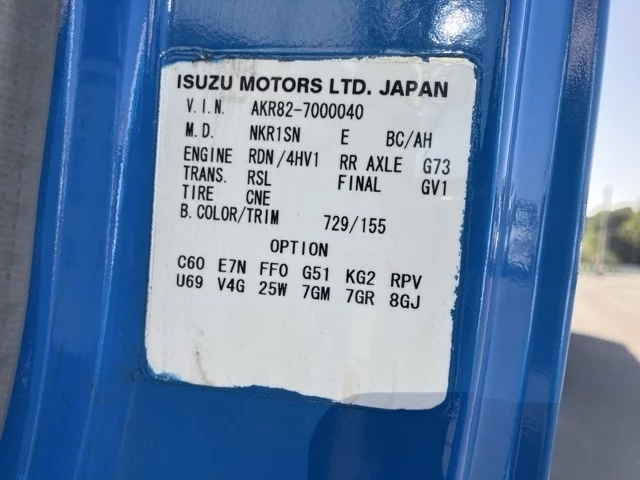 ISUZU MOTORS LTD. JAPAN
V.I.N. AKR82-7000040
M.D. NKR1SN E BC/AH
ENGINE RDN/4HV1 RR AXLE G73
TRANS. RSL FINAL GV1
TIRE CNE
B.COLOR/TRIM 729/155
OPTION
C60 E7N FF0 G51 KG2 RPV
U69 V4G 25W 7GM 7GR 8GJ